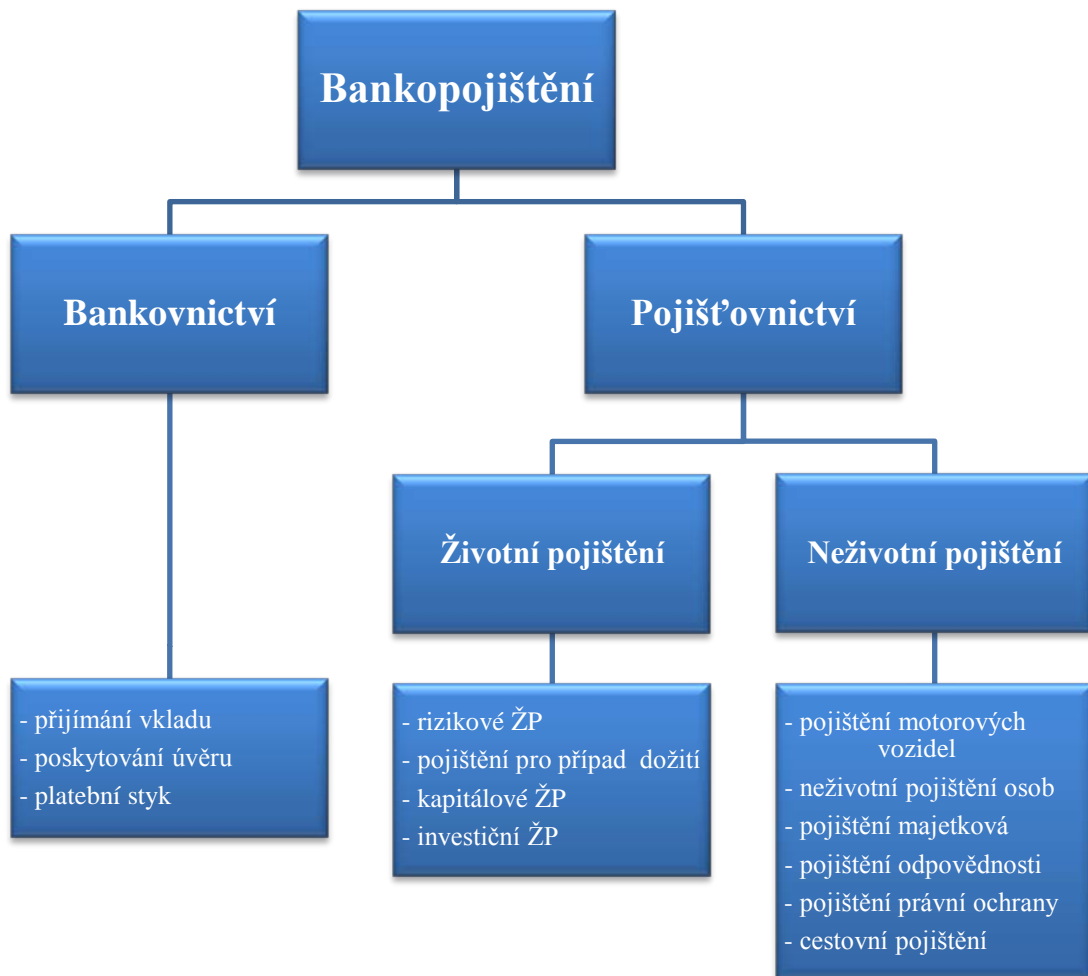 Bankopojištění
Bankovnictví
Pojišťovnictví
Životní pojištění
Neživotní pojištění
- přijímání vkladu
- poskytování úvěru
- platební styk
- rizikové ŽP
- pojištění pro případ dožití
- kapitálové ŽP
- investiční ŽP
- pojištění motorových
vozidel
- neživotní pojištění osob
- pojištění majetková
- pojištění odpovědnosti
- pojištění právní ochrany
- cestovní pojištění